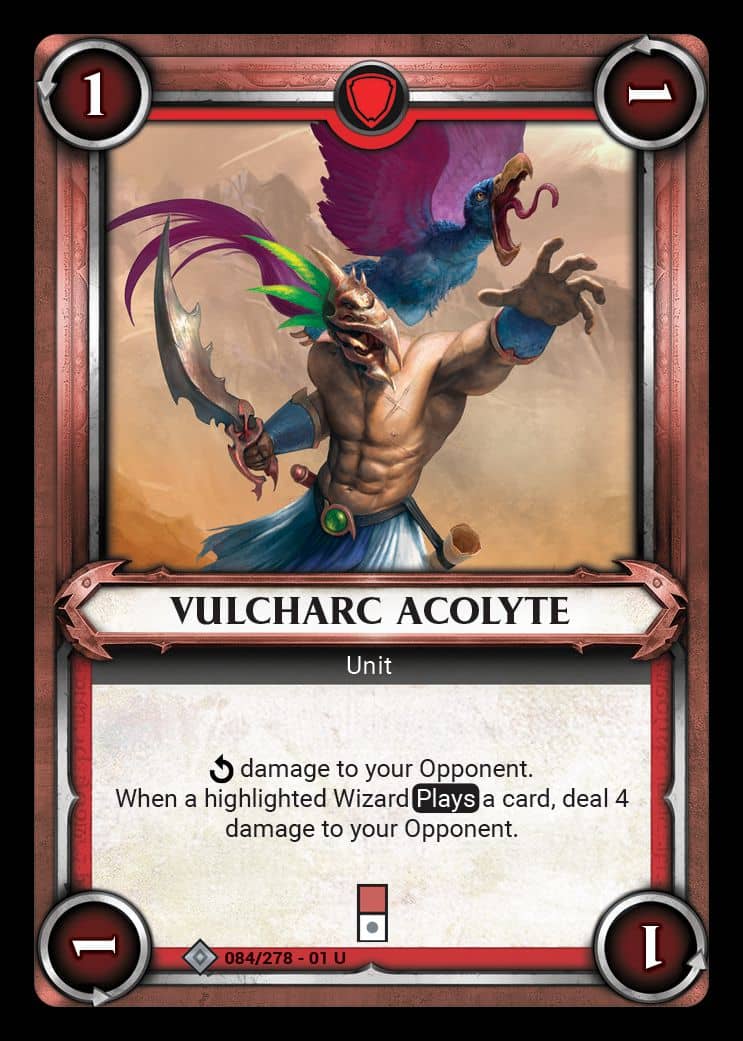 1 1
VULCHARC ACOLYTE
Unit
damage to your Opponent.
When a highlighted Wizard Plays a card, deal 4
damage to your Opponent.
1 084/278 - 01 U 1